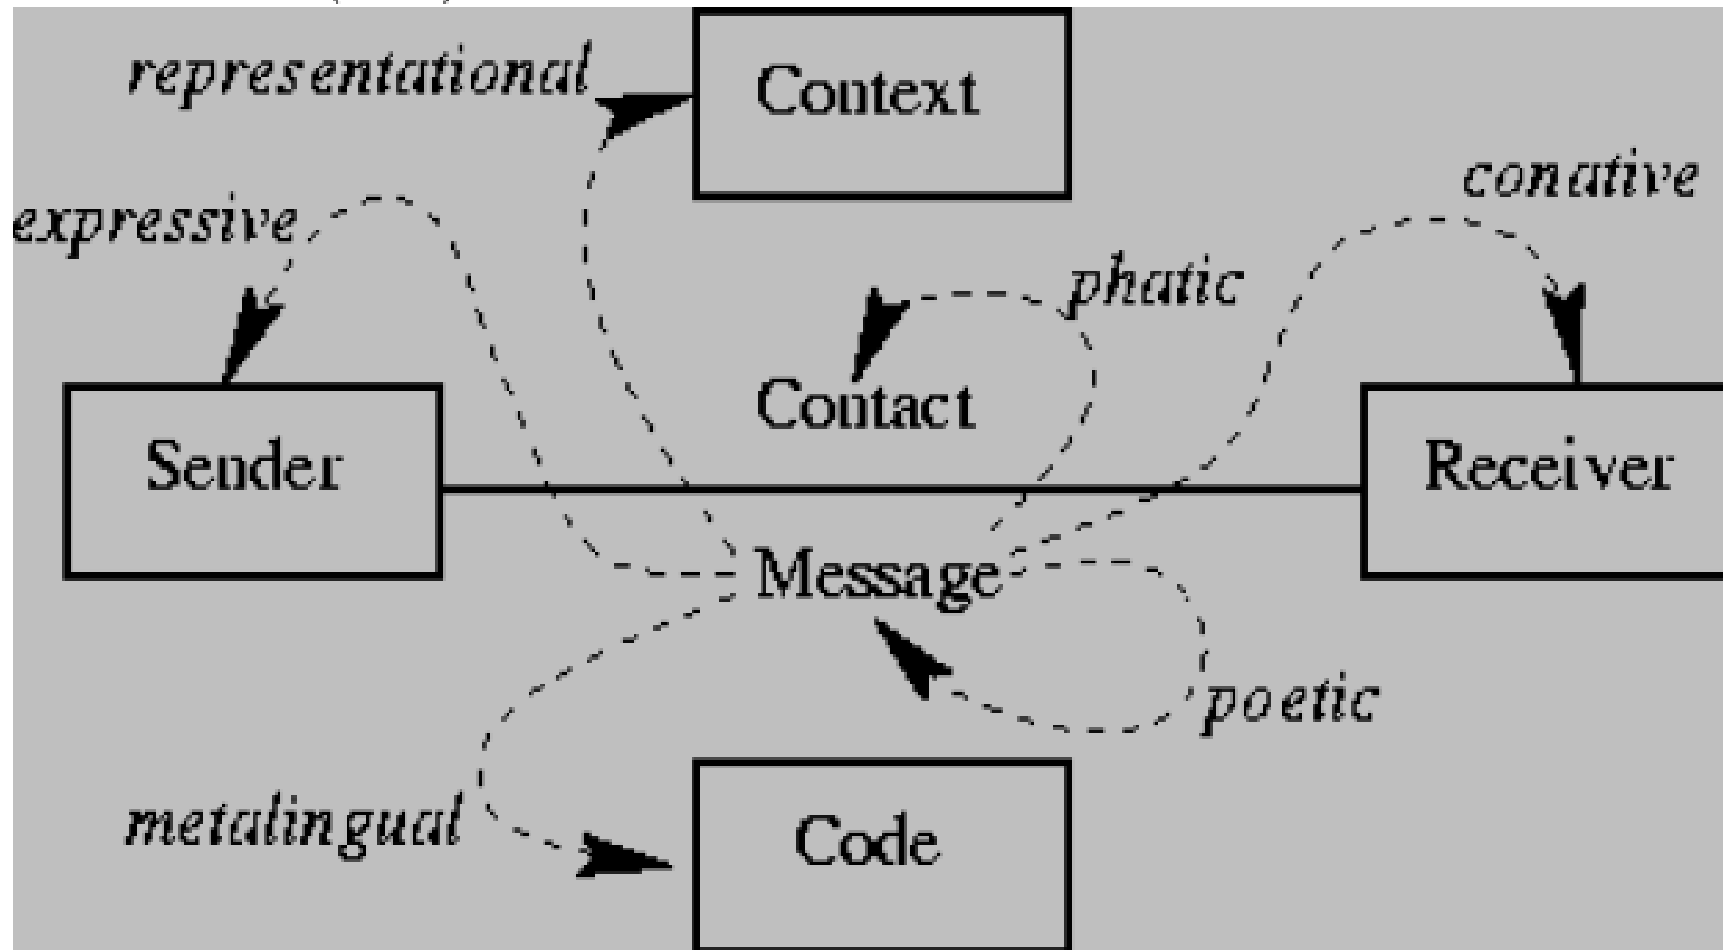 representational
Context
conative
expressive
phatic
Contact
Sender
Receiver
Message
poetic
metalingual
Code